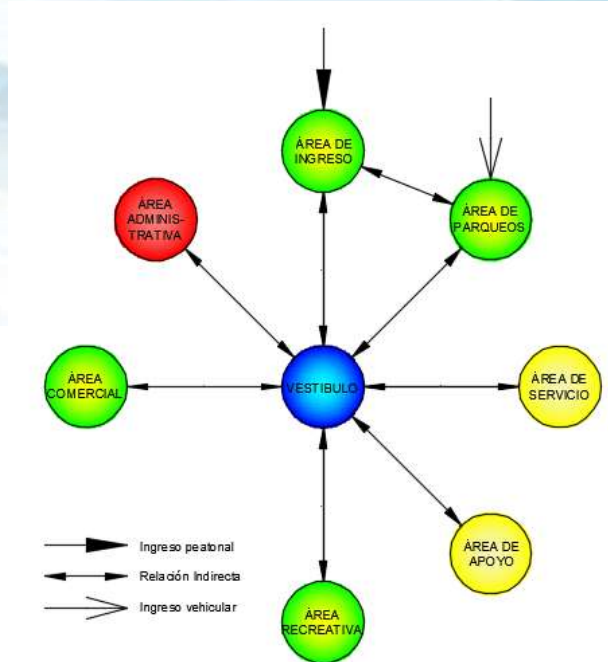 ÁREA DE
INGRESO
ÁREA DE
PARQUEOS
ÁREA
ADMINIS-
TRATIVA
ÁREA
COMERCIAL
VESTIBULO
ÁREA DE
SERVICIO
ÁREA DE
APOYO
ÁREA
RECREATIVA
Ingreso peatonal
Relación Indirecta
Ingreso vehicular